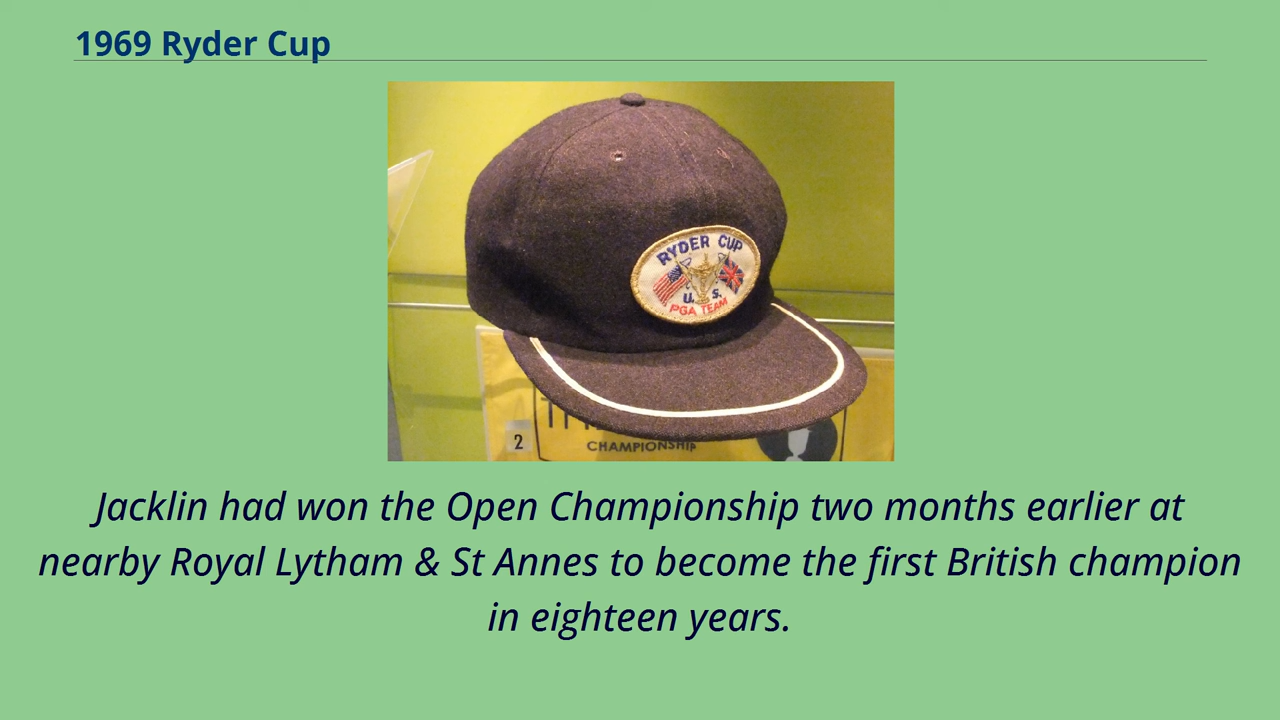 1969 Ryder Cup
RYDER CUP
U. S.
PGA TEAM
2
CHAMPIONSHIP
Jacklin had won the Open Championship two months earlier at
nearby Royal Lytham & St Annes to become the first British champion
in eighteen years.